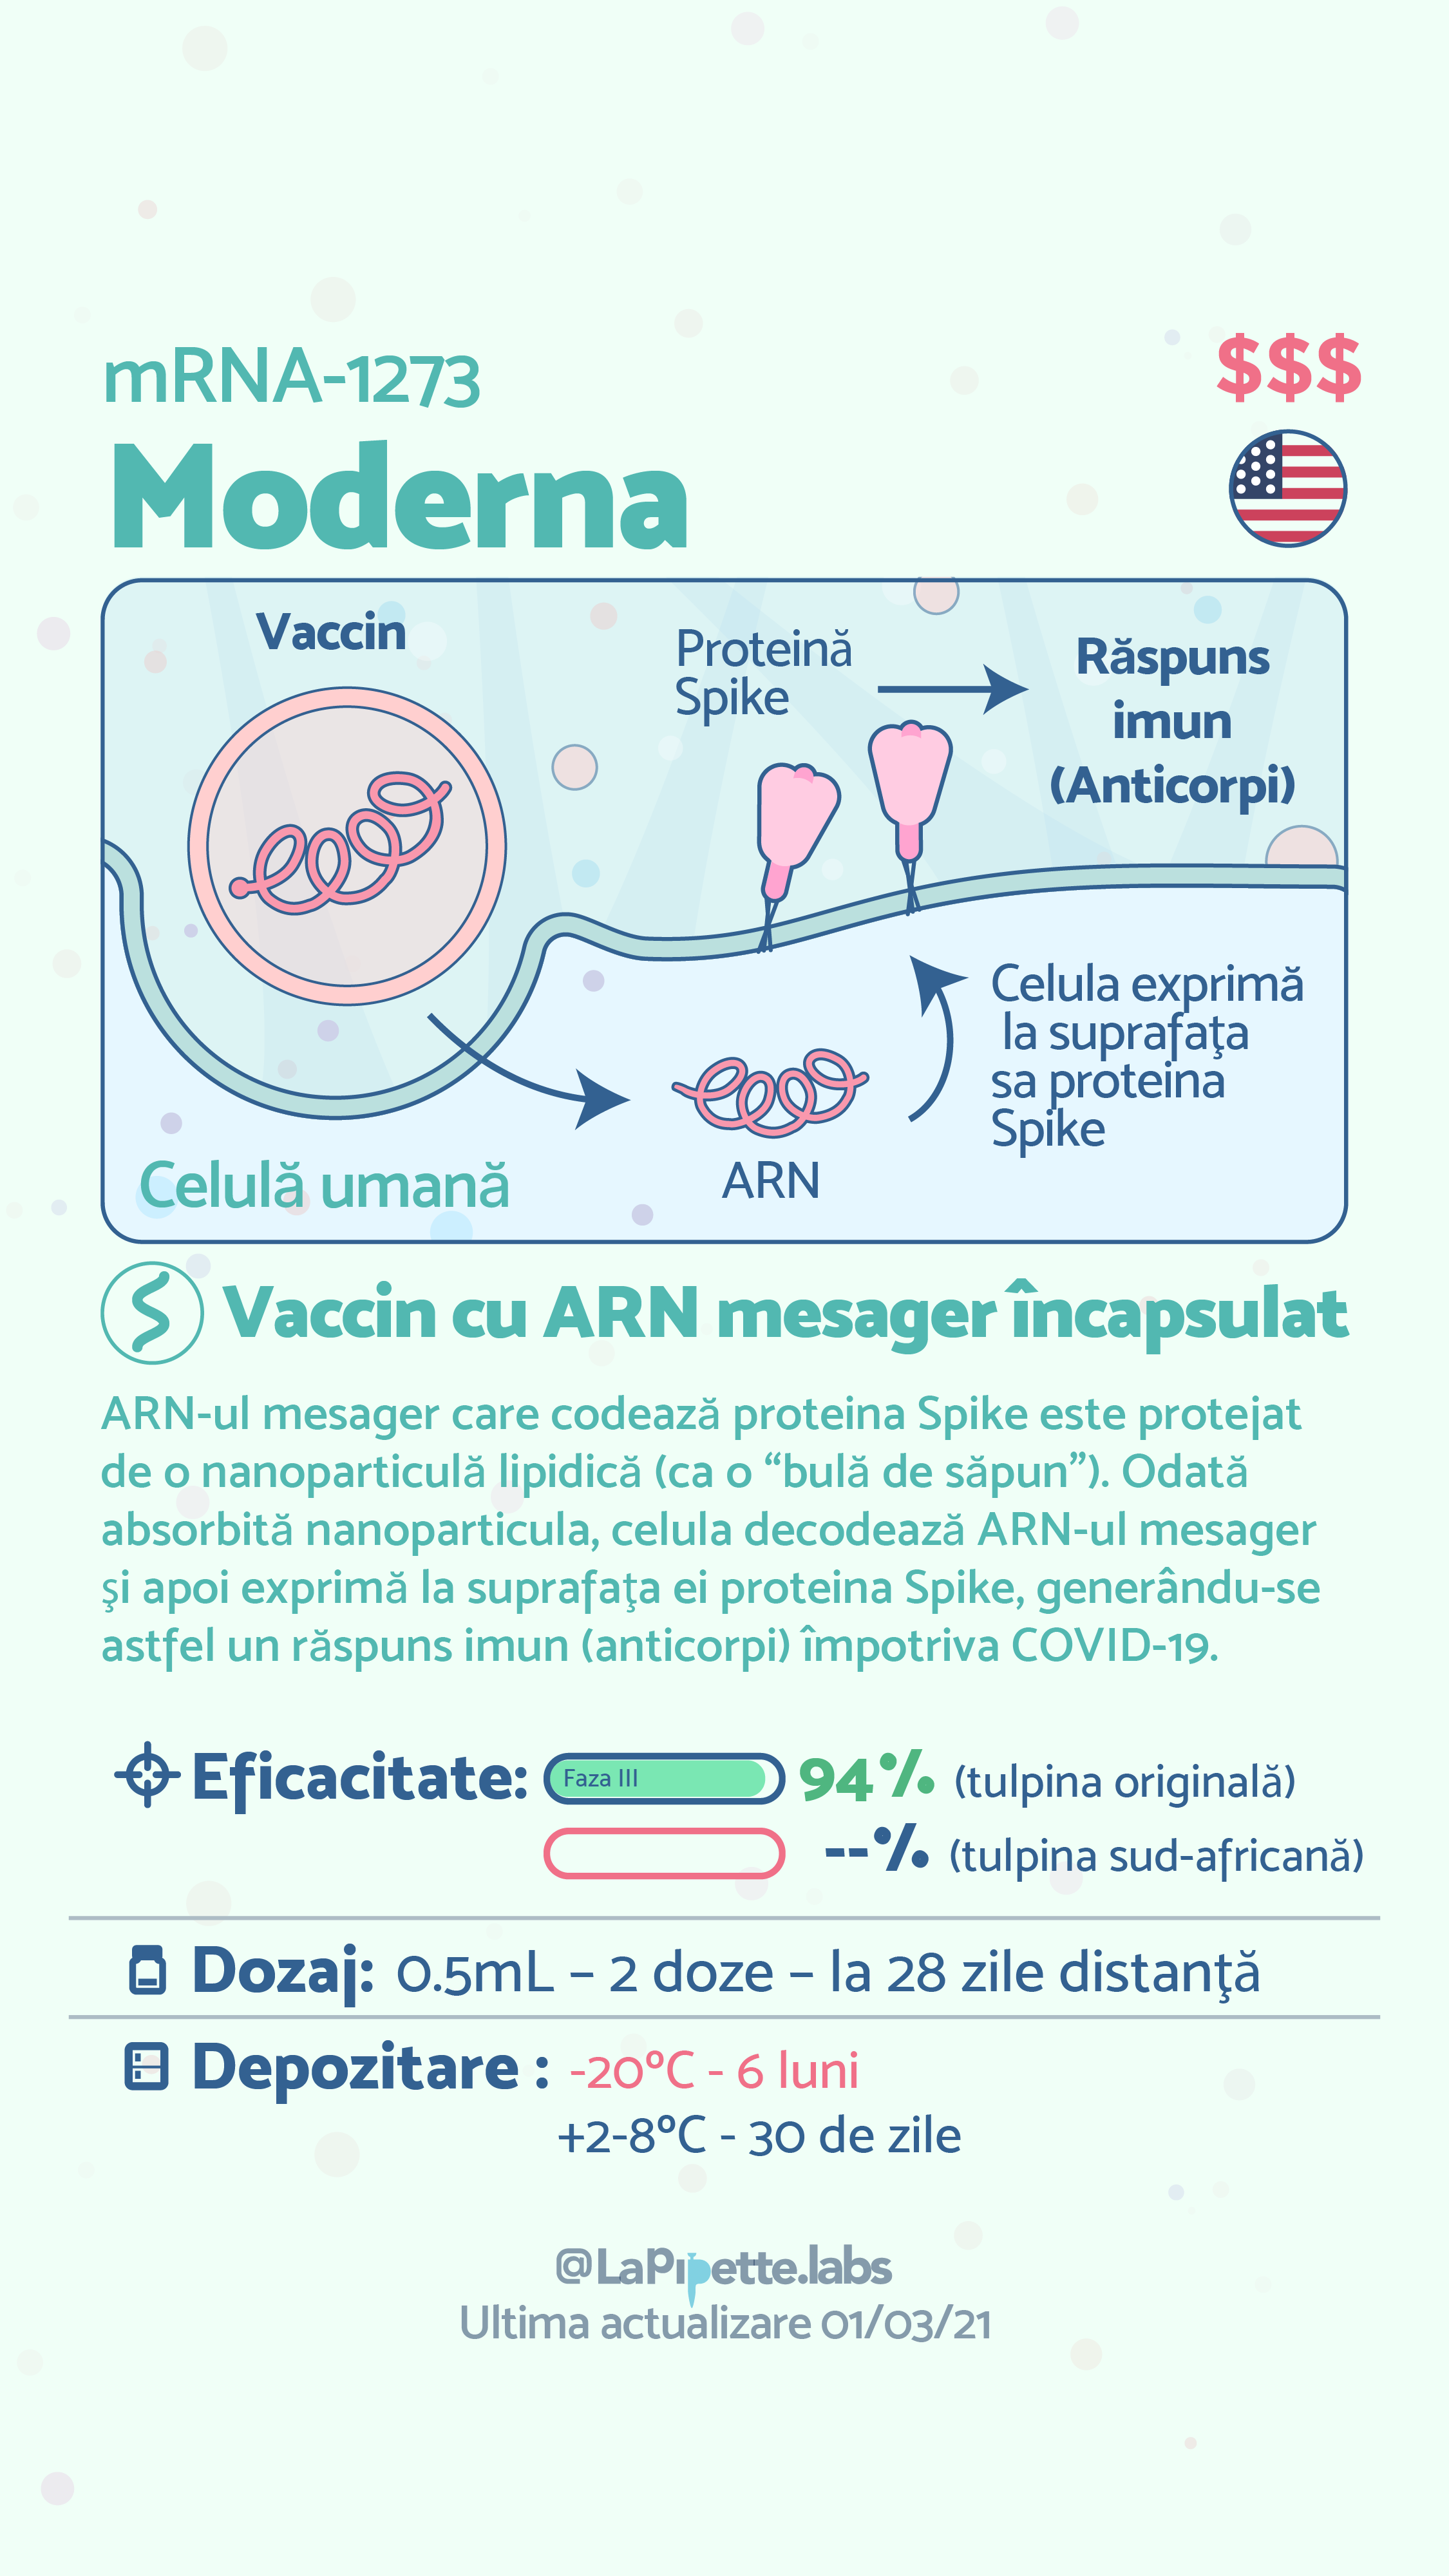 mRNA-1273
$$$
Moderna
Vaccin
Proteină
Spike
Răspuns
imun
(Anticorpi)
Celula exprimă
la suprafaţa
sa proteina
Spike
ARN
Celulă umană
Vaccin cu ARN mesager încapsulat
ARN-ul mesager care codează proteina Spike este protejat
de o nanoparticulă lipidică (ca o “bulă de săpun”). Odată
absorbită nanoparticula, celula decodează ARN-ul mesager
şi apoi exprimă la suprafaţa ei proteina Spike, generându-se
astfel un răspuns imun (anticorpi) împotriva COVID-19.
Eficacitate: Faza III 94% (tulpina originală)
--% (tulpina sud-africană)
Dozaj: 0.5mL – 2 doze – la 28 zile distanţă
Depozitare : -20ºC - 6 luni
+2-8ºC - 30 de zile
@LaPipette.labs
Ultima actualizare 01/03/21